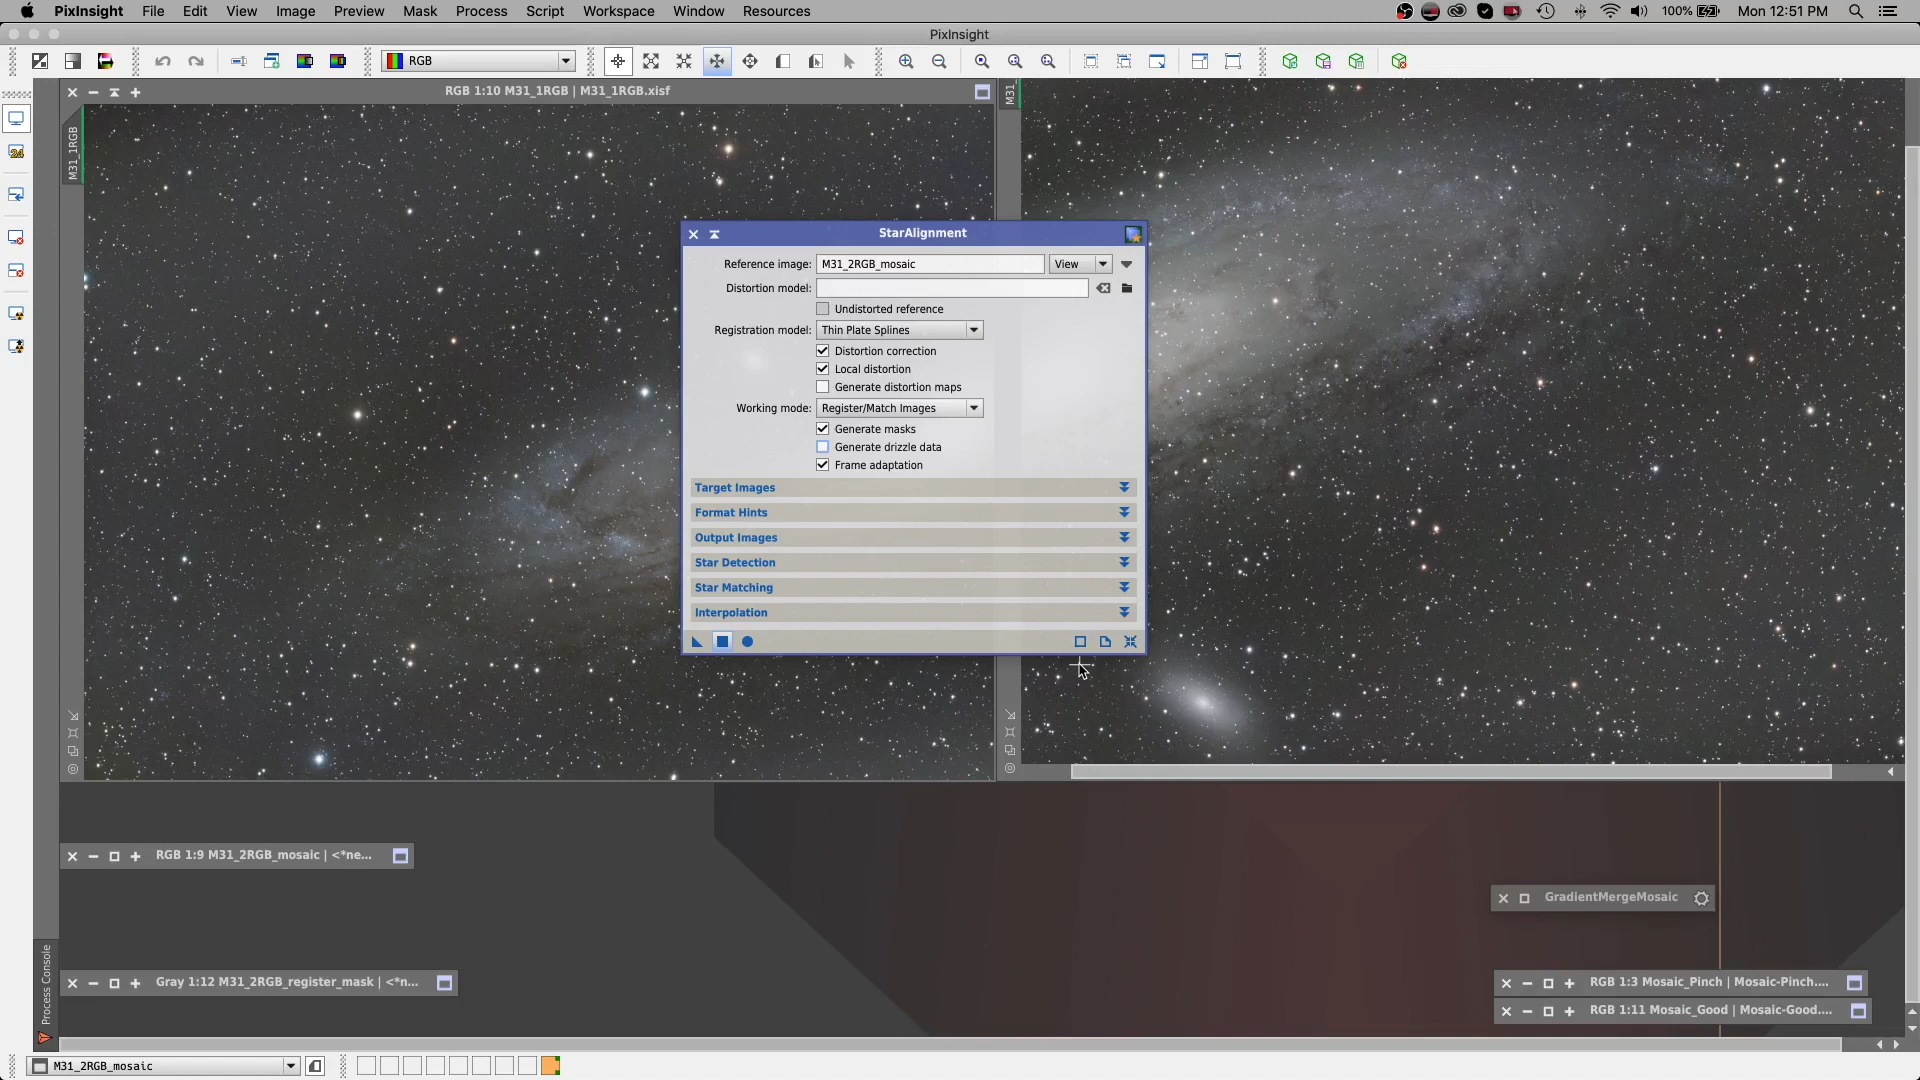 PixInsight File Edit View Image Preview Mask Process Script Workspace Window Resources 100% Mon 12:51 PM
PixInsight
RGB
RGB 1:10 M31_1RGB | M31_1RGB.xisf
M31_1RGB
M31_
24
StarAlignment
Reference image: M31_2RGB_mosaic View
Distortion model:
Undistorted reference
Registration model: Thin Plate Splines
Distortion correction
Local distortion
Generate distortion maps
Working mode: Register/Match Images
Generate masks
Generate drizzle data
Frame adaptation
Target Images
Format Hints
Output Images
Star Detection
Star Matching
Interpolation
RGB 1:9 M31_2RGB_mosaic | <*ne...
GradientMergeMosaic
Process Console
Gray 1:12 M31_2RGB_register_mask | <*n...
RGB 1:3 Mosaic_Pinch | Mosaic-Pinch....
RGB 1:11 Mosaic_Good | Mosaic-Good....
M31_2RGB_mosaic